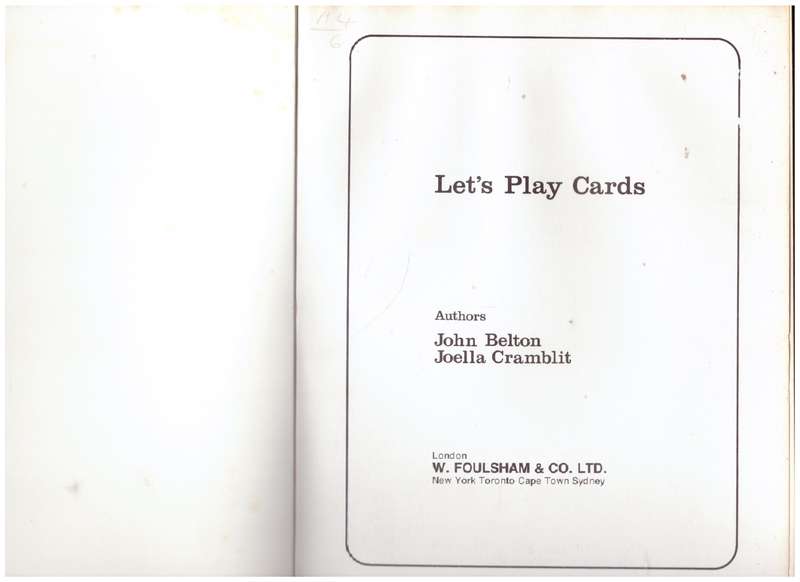 Let's Play Cards
Authors
John Belton
Joella Cramblit
London
W. FOULSHAM & CO. LTD.
New York Toronto Cape Town Sydney